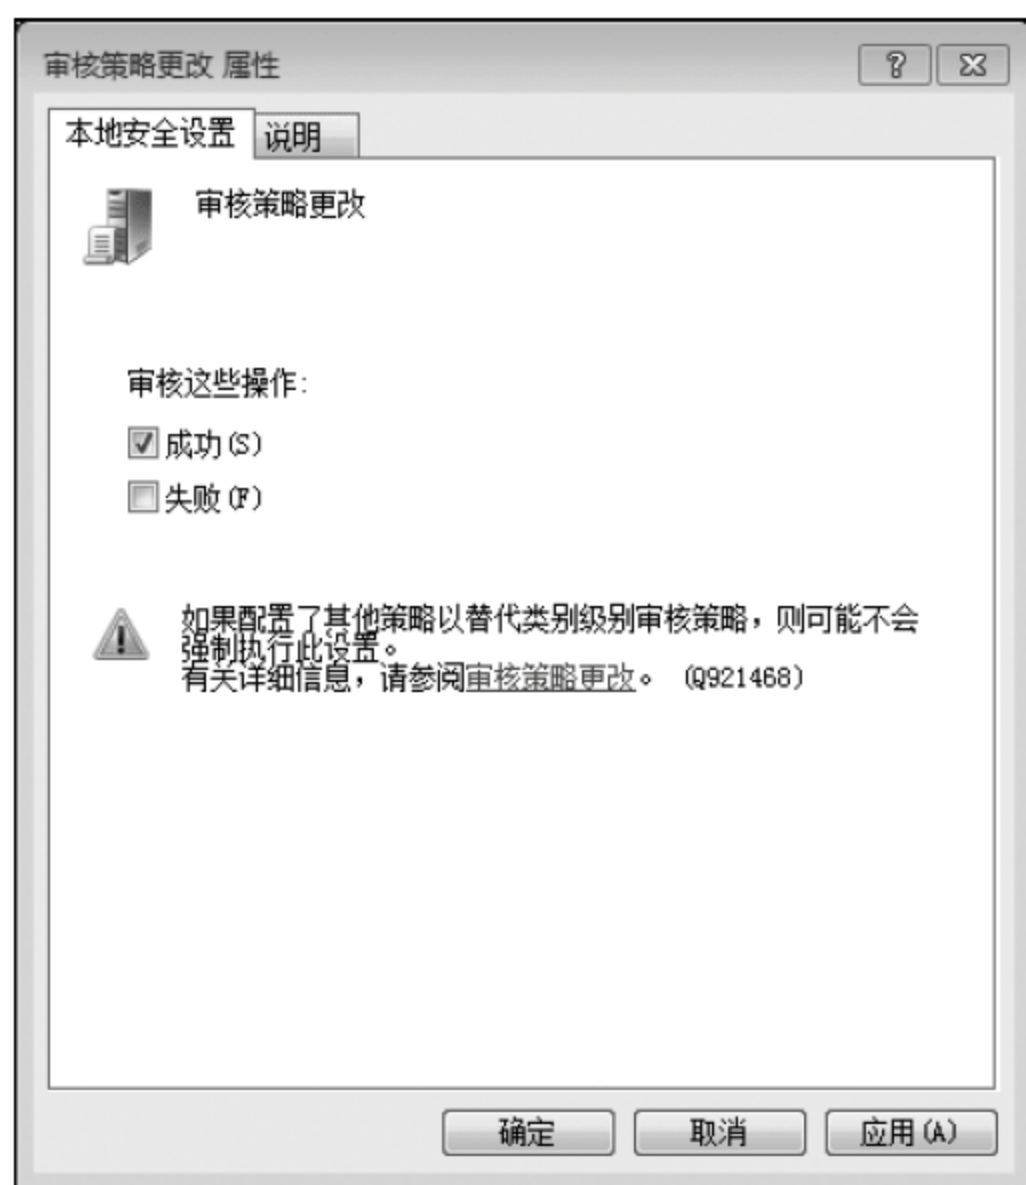 审核策略更改 属性
本地安全设置
说明
审核策略更改
审核这些操作:
成功(S)
失败(F)
如果配置了其他策略以替代类别级别审核策略，则可能不会
强制执行此设置。
有关详细信息，请参阅审核策略更改。 (Q921468)
确定
取消
应用(A)